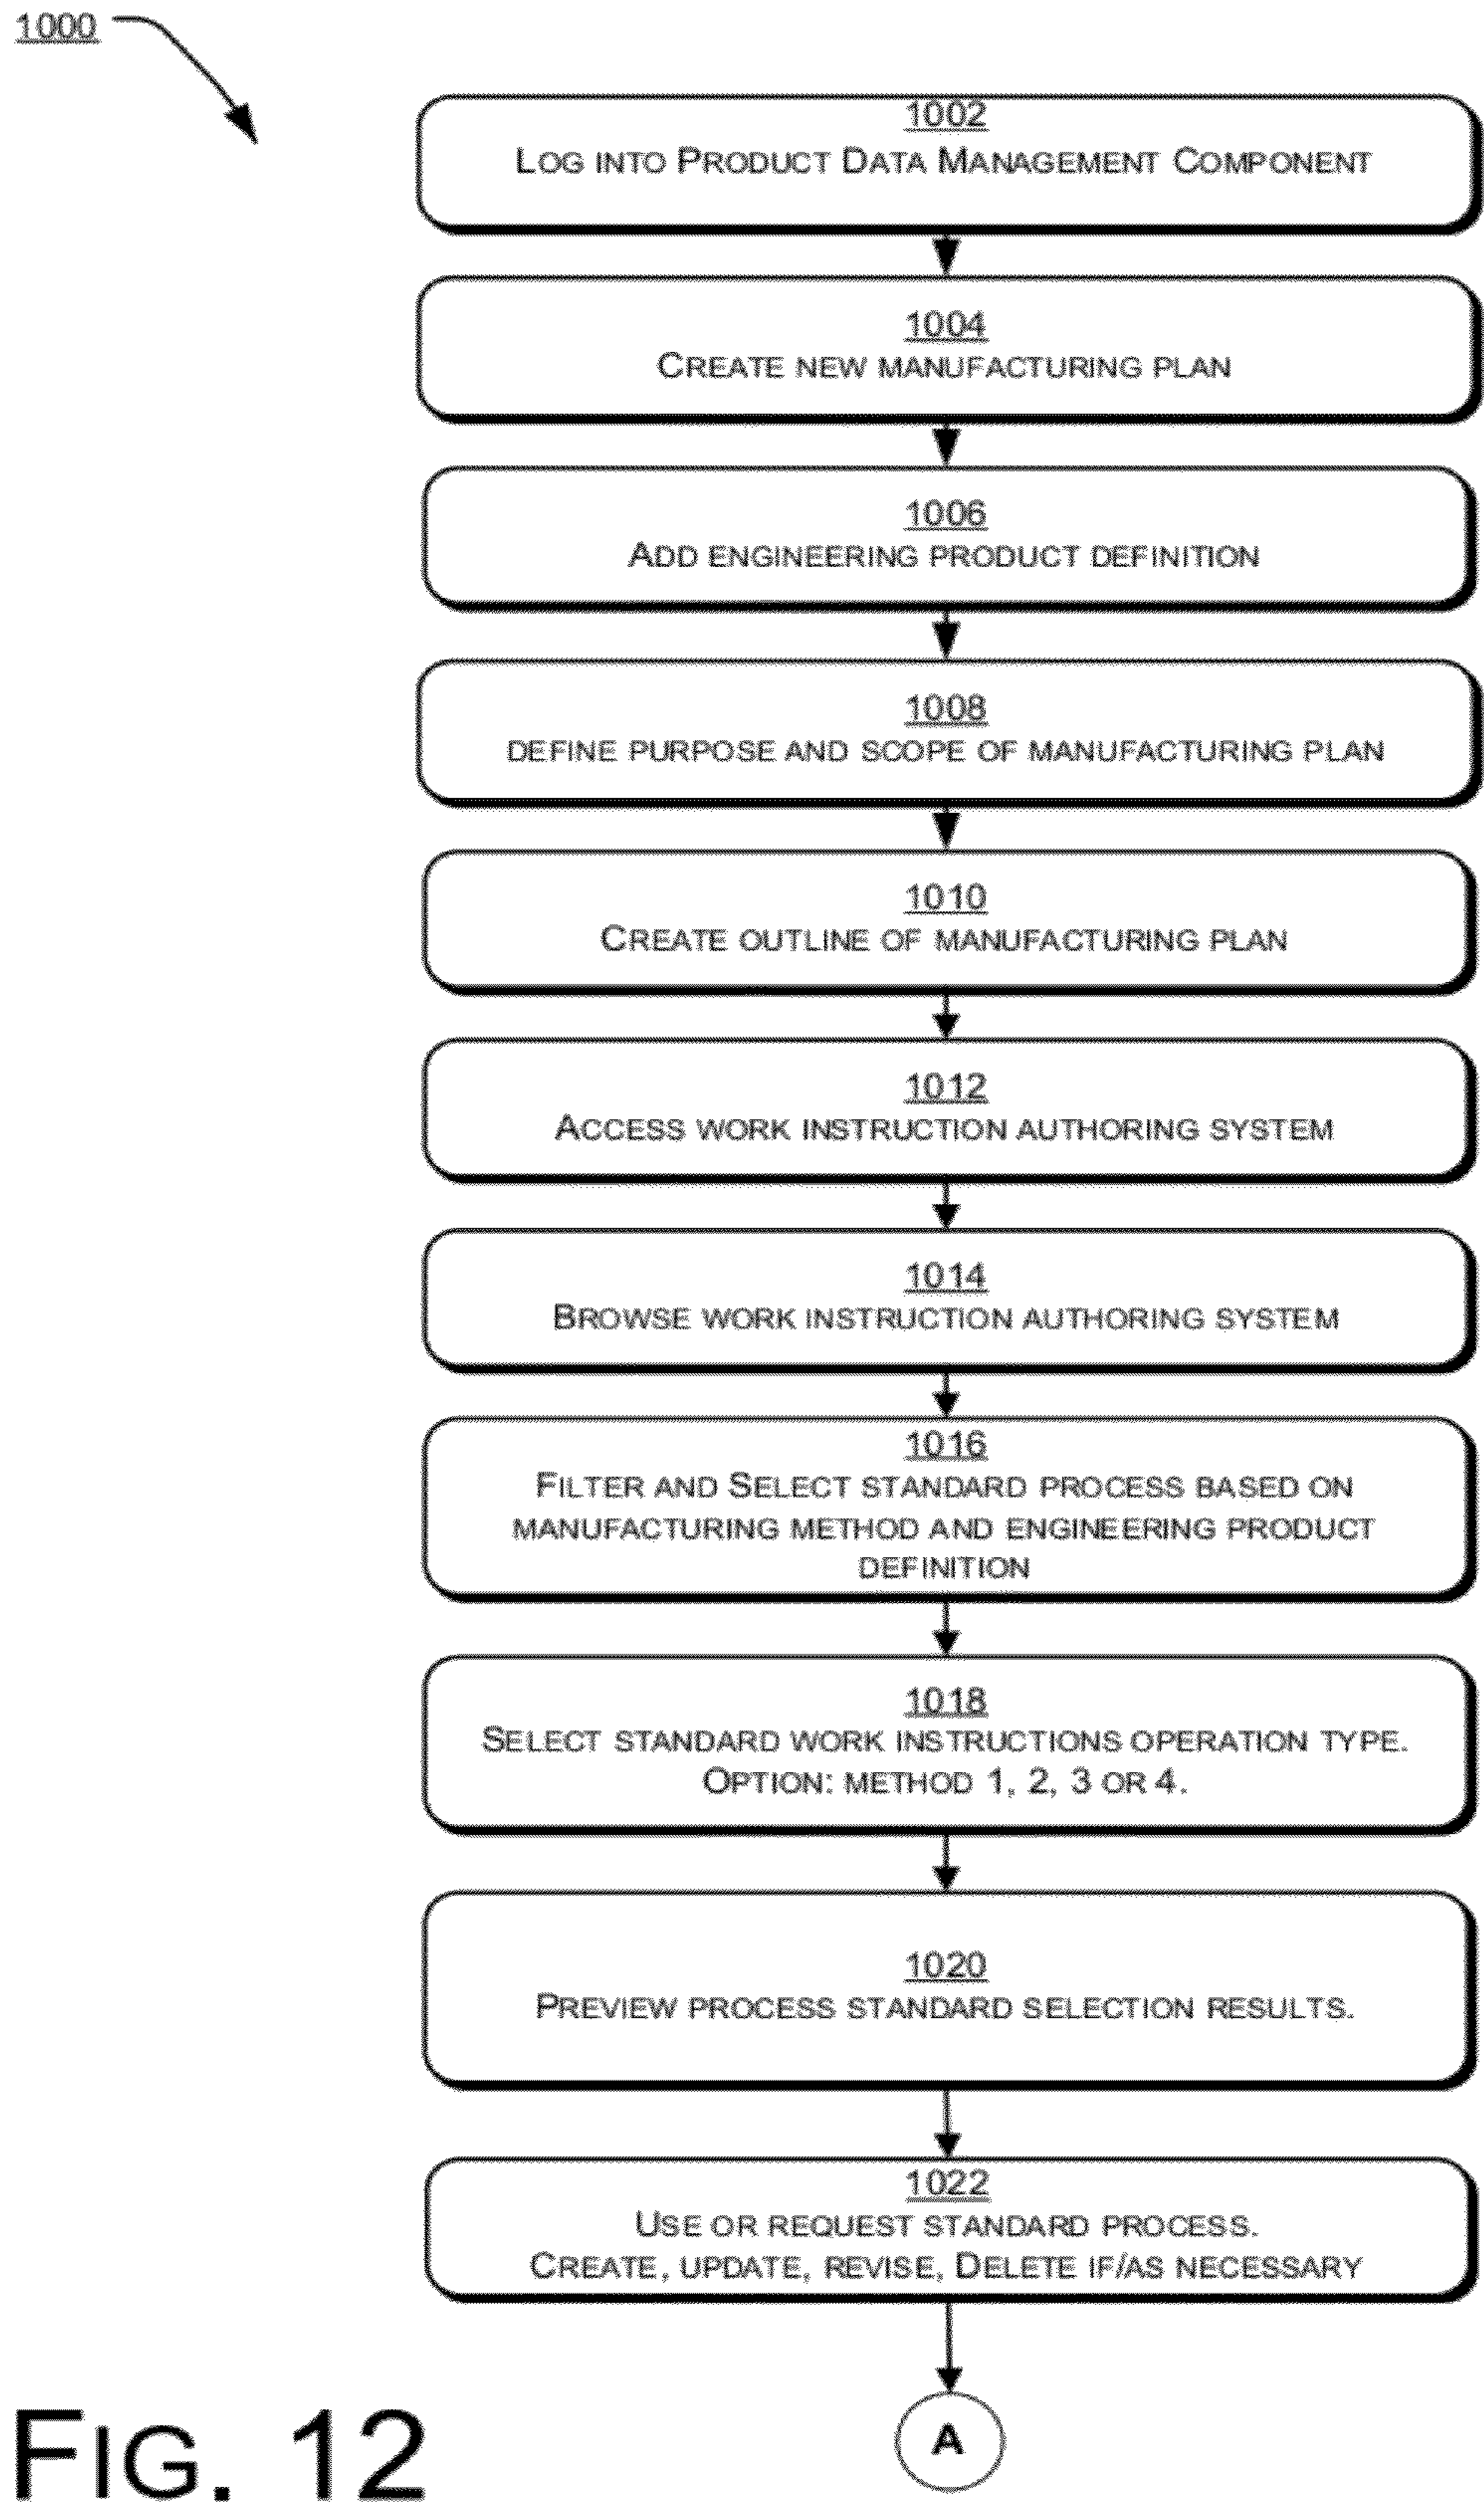 1000
1002
LOG INTO PRODUCT DATA MANAGEMENT COMPONENT
1004
CREATE NEW MANUFACTURING PLAN
1006
ADD ENGINEERING PRODUCT DEFINITION
1008
DEFINE PURPOSE AND SCOPE OF MANUFACTURING PLAN
1010
CREATE OUTLINE OF MANUFACTURING PLAN
1012
ACCESS WORK INSTRUCTION AUTHORING SYSTEM
1014
BROWSE WORK INSTRUCTION AUTHORING SYSTEM
1016
FILTER AND SELECT STANDARD PROCESS BASED ON
MANUFACTURING METHOD AND ENGINEERING PRODUCT
DEFINITION
1018
SELECT STANDARD WORK INSTRUCTIONS OPERATION TYPE.
OPTION: METHOD 1, 2, 3 OR 4.
1020
PREVIEW PROCESS STANDARD SELECTION RESULTS.
1022
USE OR REQUEST STANDARD PROCESS.
CREATE, UPDATE, REVISE, DELETE IF/AS NECESSARY
A
FIG. 12